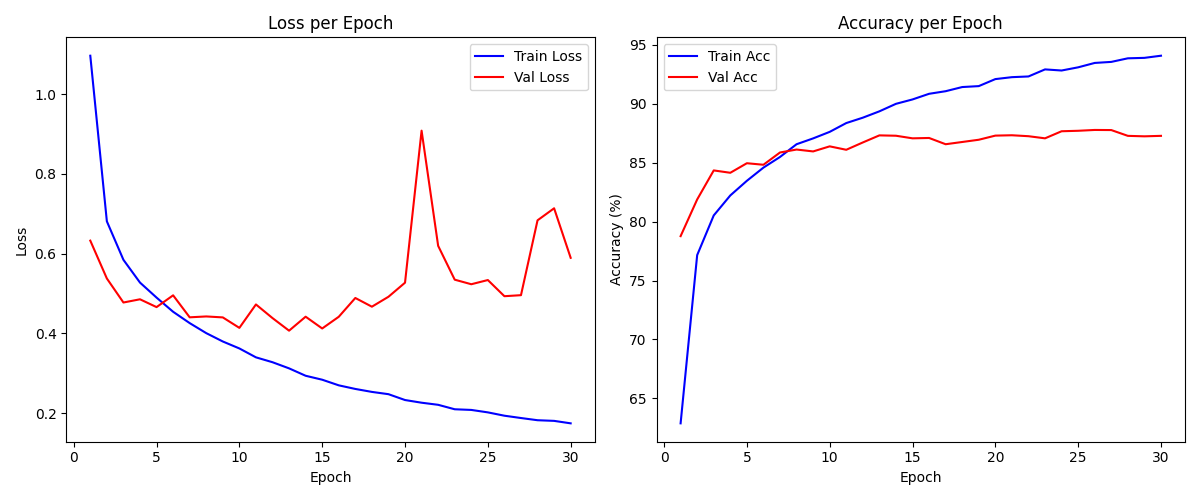 Loss per Epoch
Train Loss
Val Loss
1.0
0.8
0.6
0.4
0.2
Loss
0 5 10 15 20 25 30
Epoch
Accuracy per Epoch
Train Acc
Val Acc
95
90
85
80
75
70
65
Accuracy (%)
0 5 10 15 20 25 30
Epoch